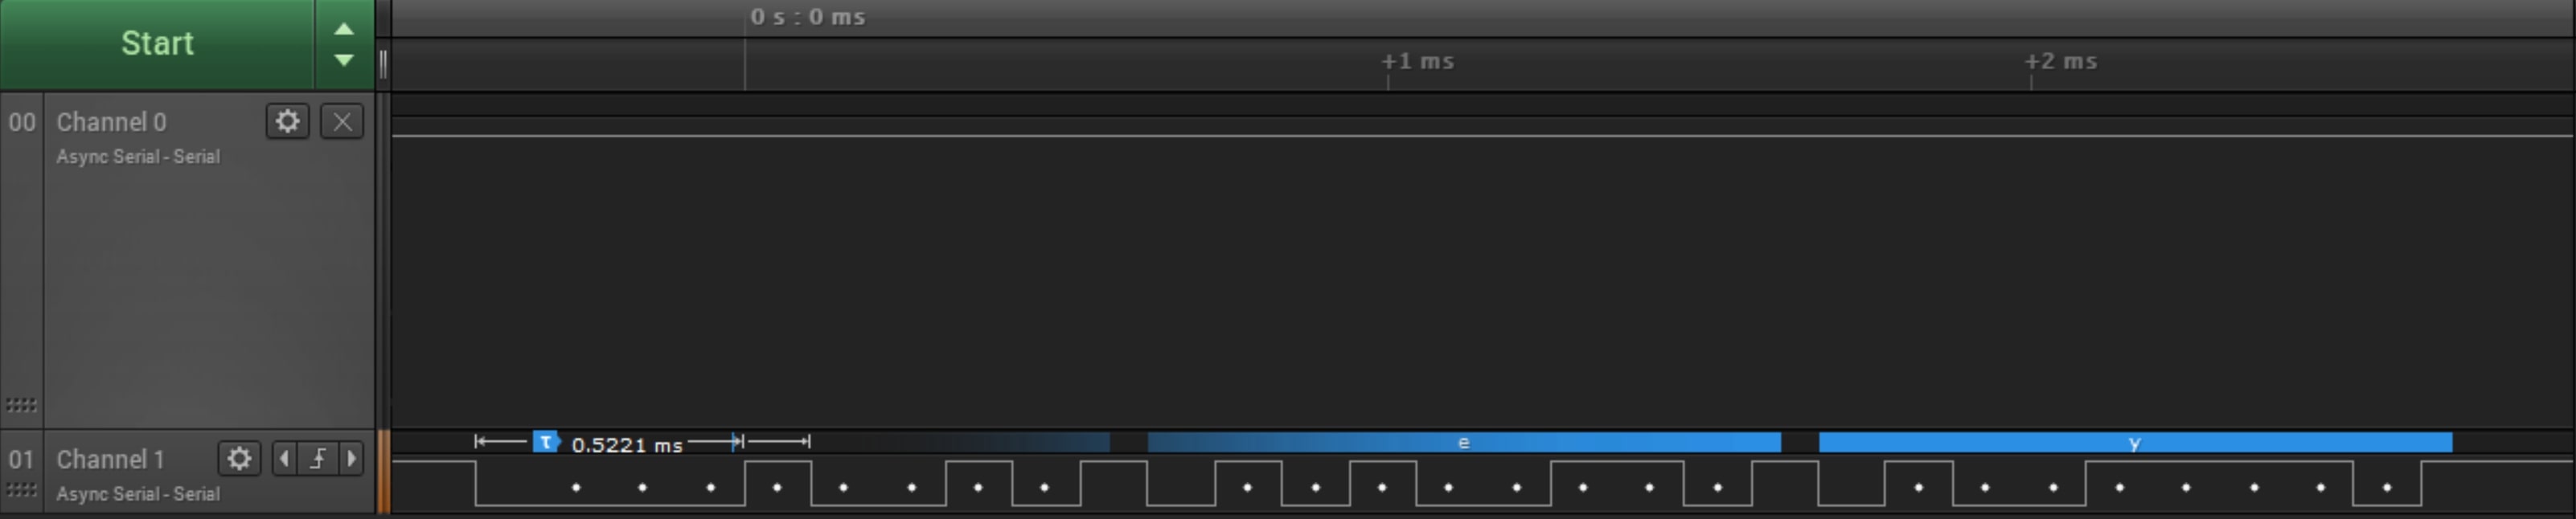 Start
0 s : 0 ms
+1 ms
+2 ms
00 Channel 0
Async Serial - Serial
τ 0.5221 ms
e
y
01 Channel 1
Async Serial - Serial